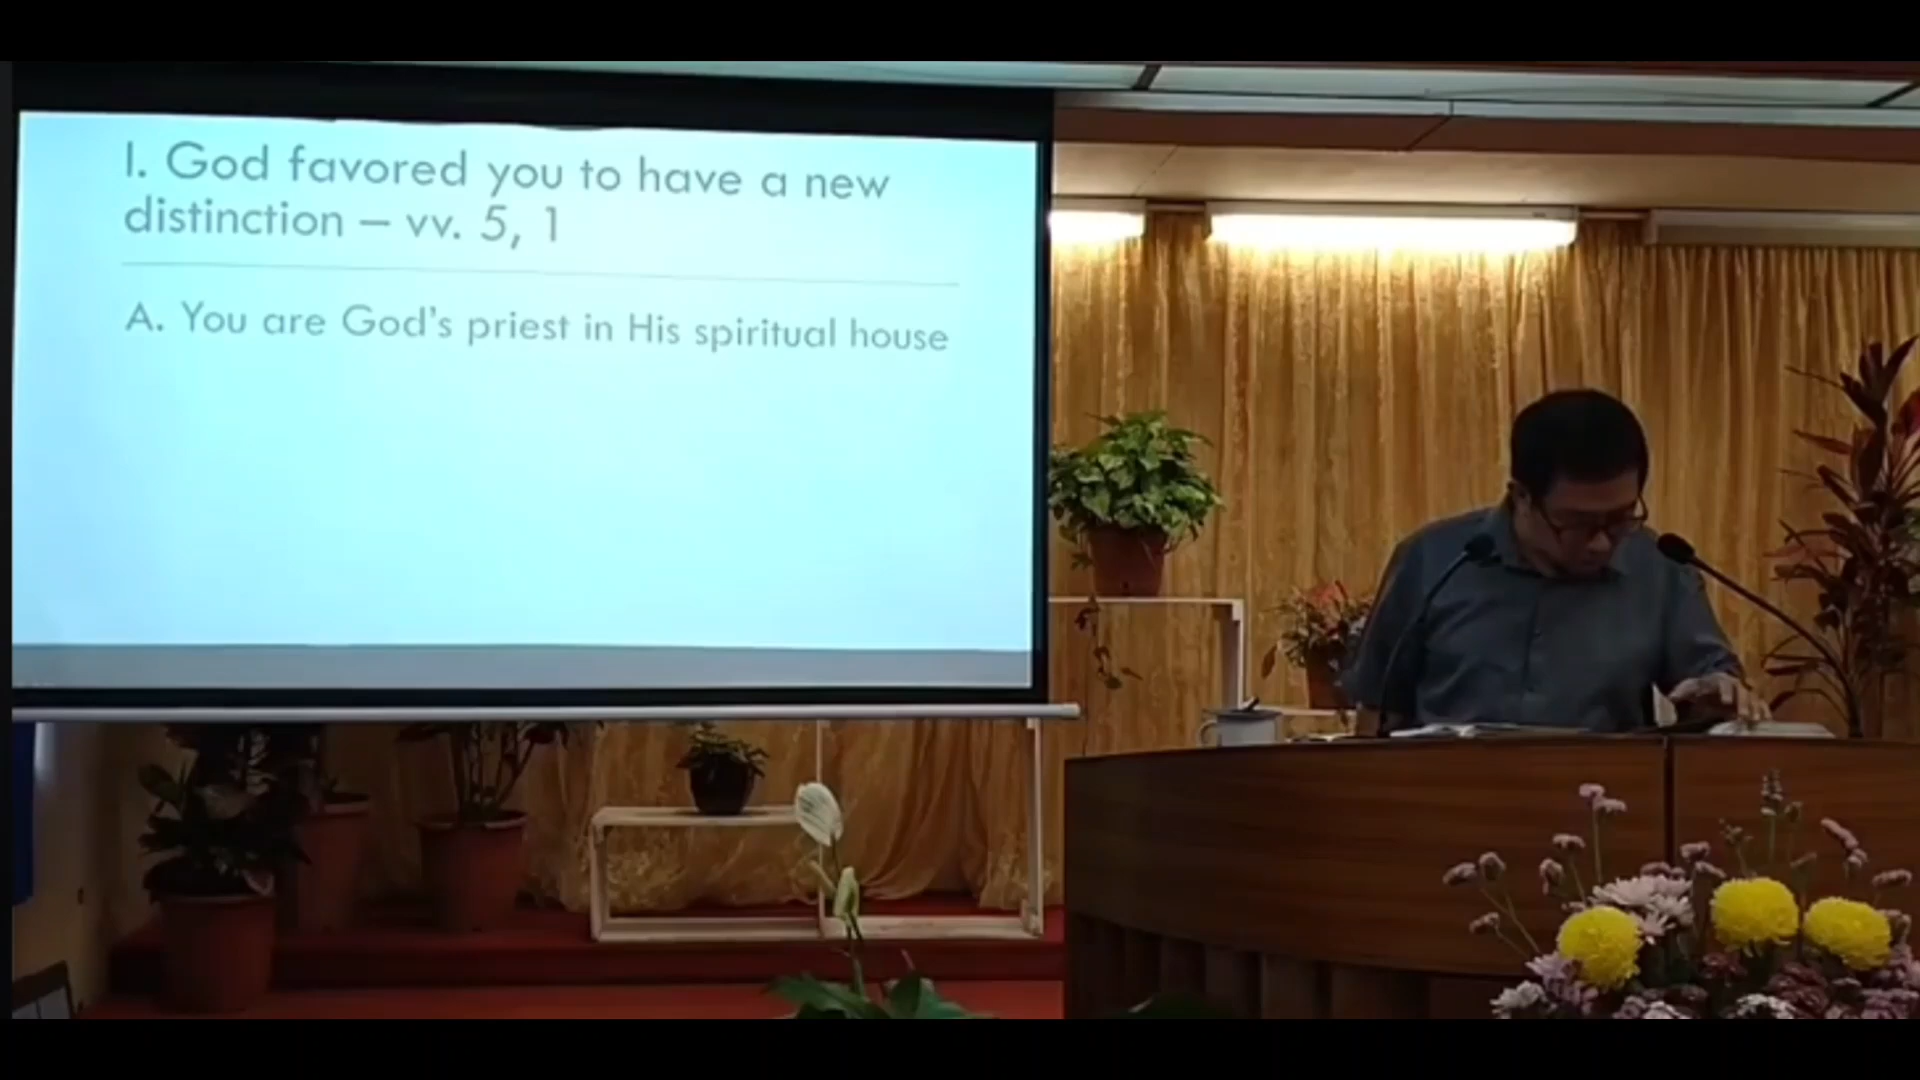 I. God favored you to have a new
distinction – vv. 5, 1
A. You are God's priest in His spiritual house